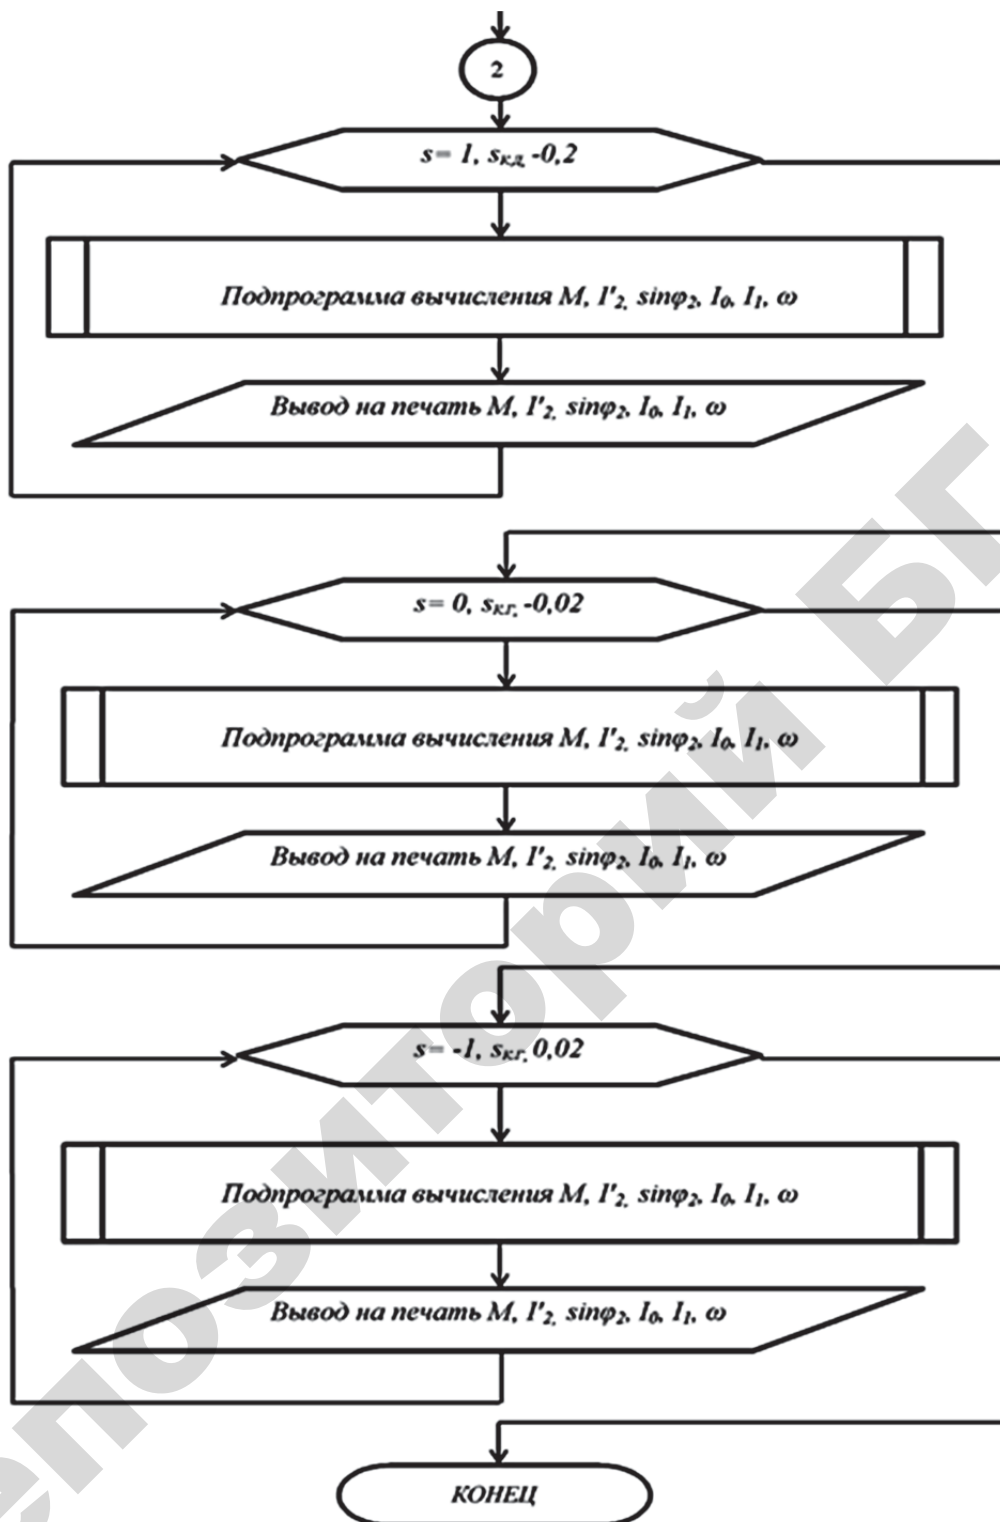 2
s= 1, sк.д. -0,2
Подпрограмма вычисления M, I'2, sinφ2, I0, I1, ω
Вывод на печать M, I'2, sinφ2, I0, I1, ω
s= 0, sк.г. -0,02
Подпрограмма вычисления M, I'2, sinφ2, I0, I1, ω
Вывод на печать M, I'2, sinφ2, I0, I1, ω
s= -1, sк.г. 0,02
Подпрограмма вычисления M, I'2, sinφ2, I0, I1, ω
Вывод на печать M, I'2, sinφ2, I0, I1, ω
КОНЕЦ
епозиторий БГ